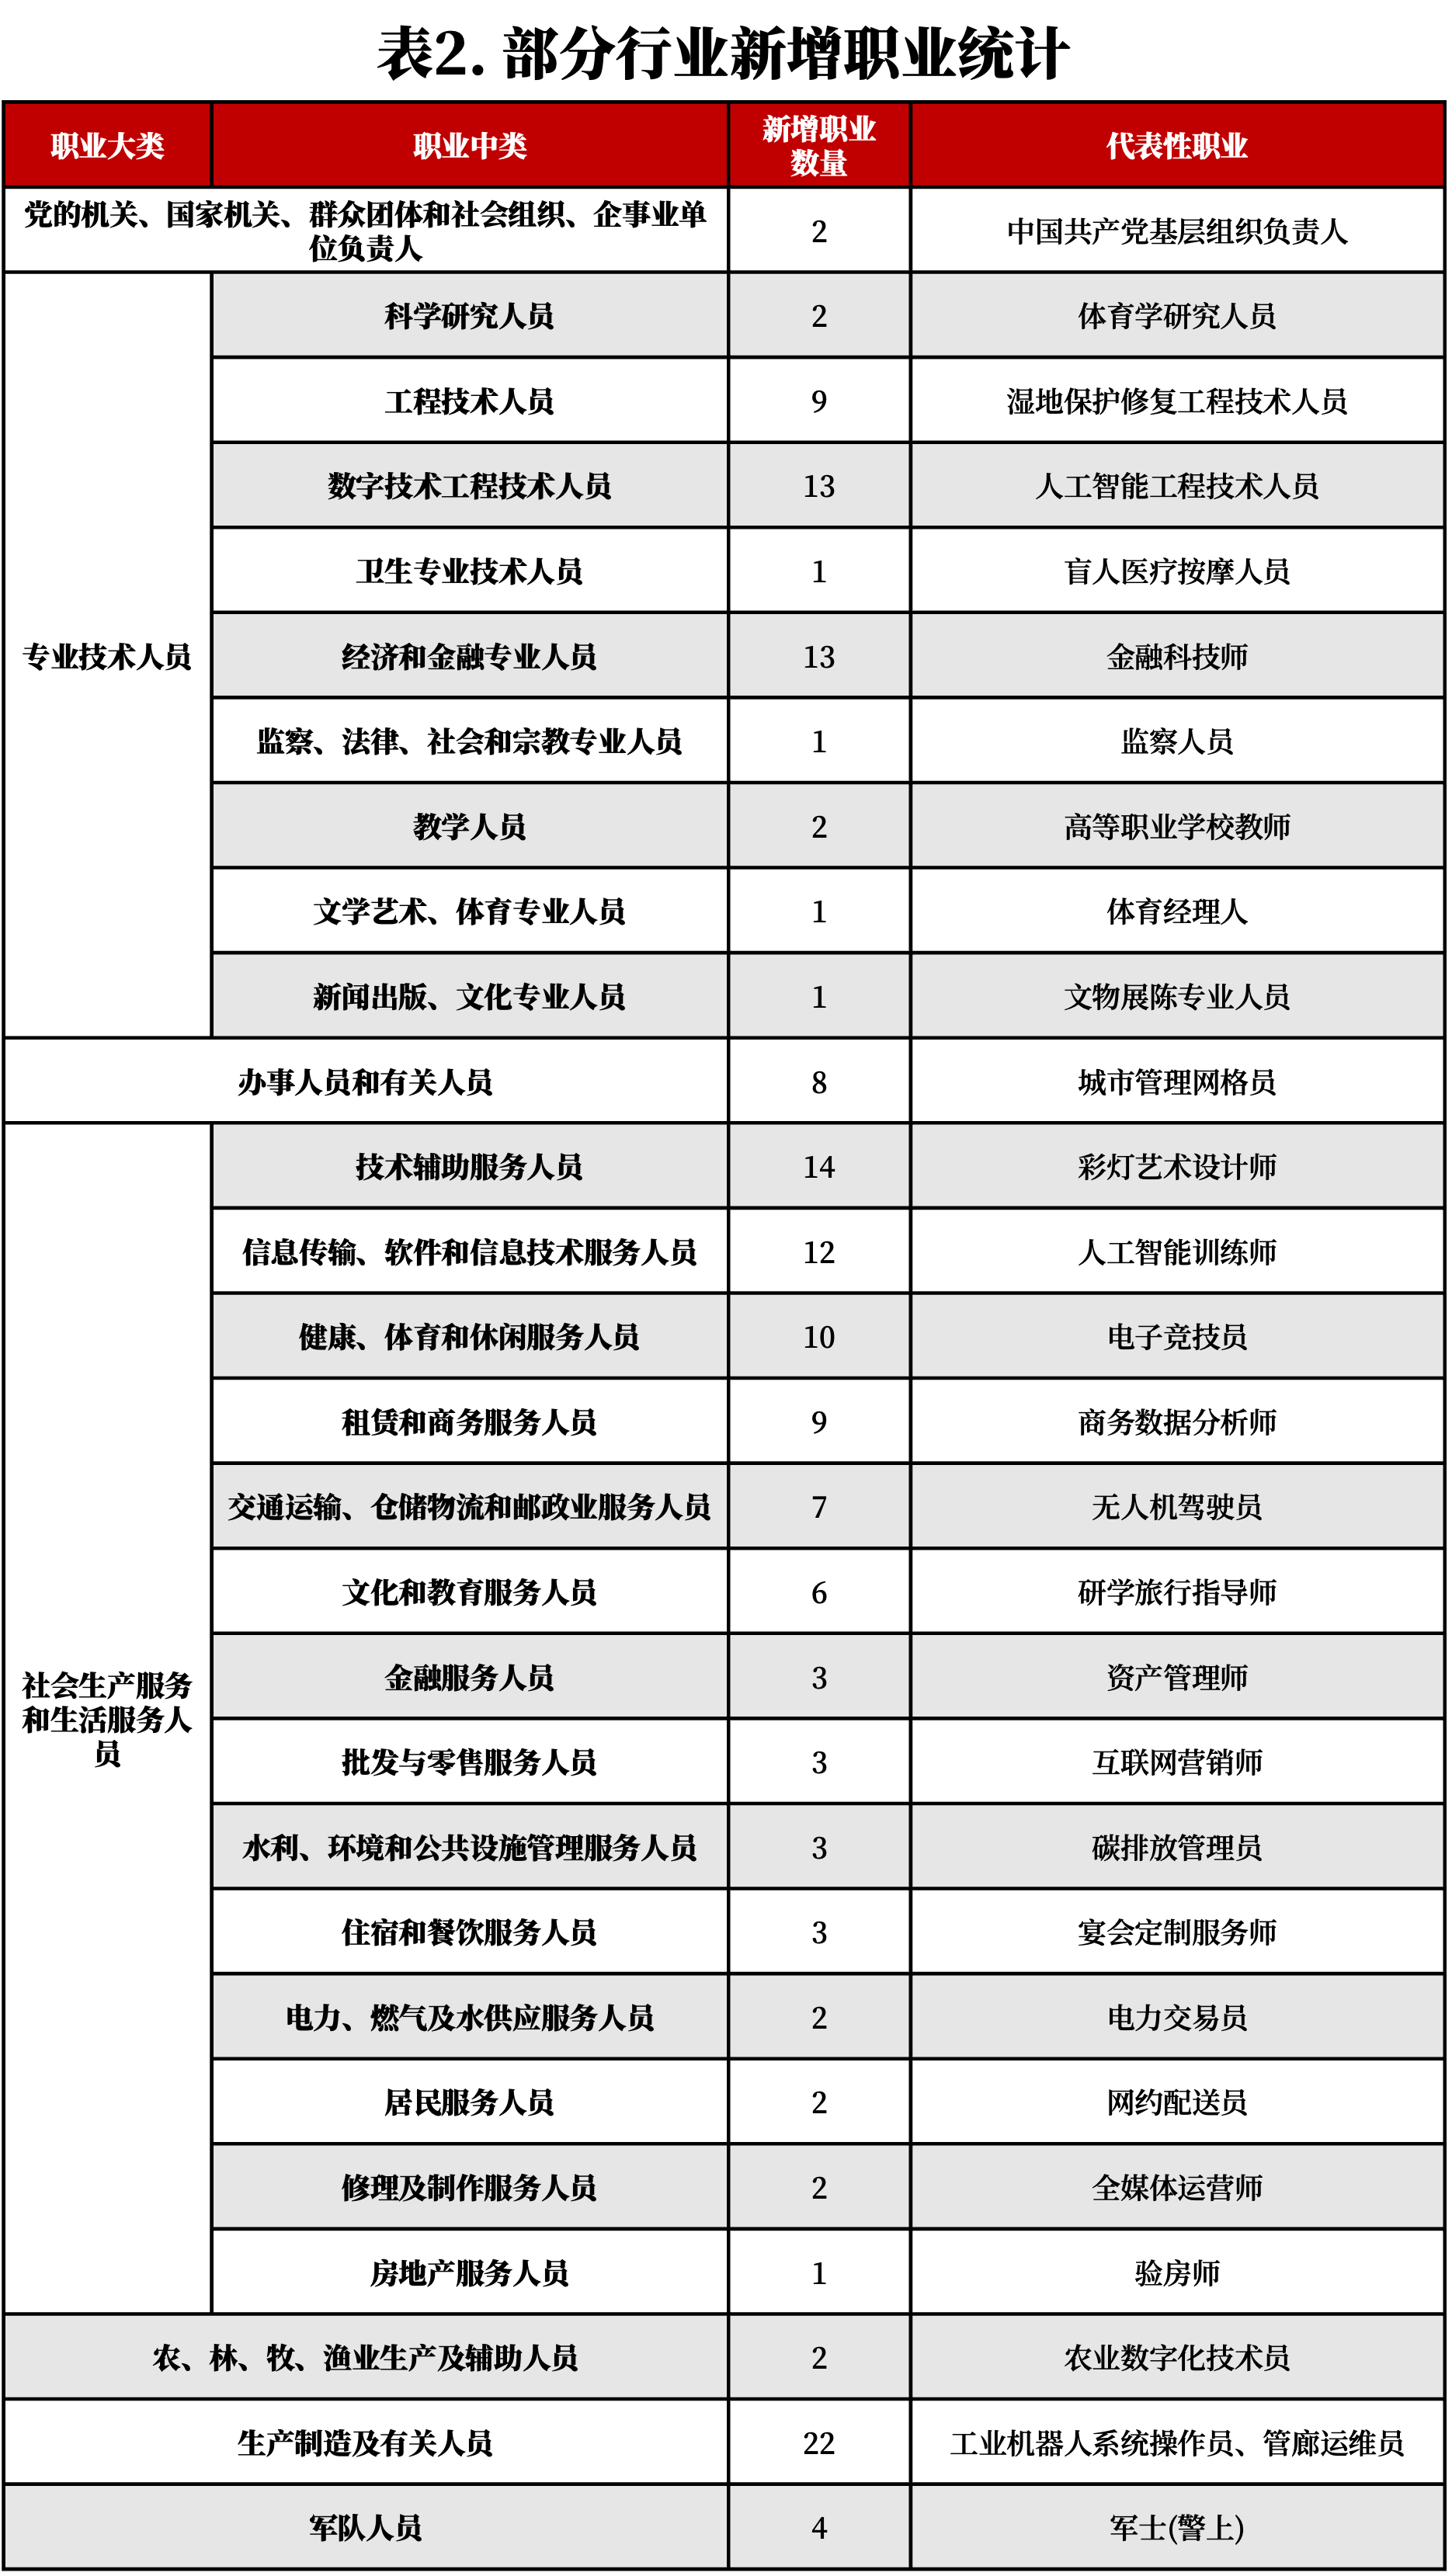 表2. 部分行业新增职业统计
职业大类
职业中类
新增职业
数量
代表性职业
党的机关、国家机关、群众团体和社会组织、企事业单
位负责人
2
中国共产党基层组织负责人
专业技术人员
科学研究人员
2
体育学研究人员
工程技术人员
9
湿地保护修复工程技术人员
数字技术工程技术人员
13
人工智能工程技术人员
卫生专业技术人员
1
盲人医疗按摩人员
经济和金融专业人员
13
金融科技师
监察、法律、社会和宗教专业人员
1
监察人员
教学人员
2
高等职业学校教师
文学艺术、体育专业人员
1
体育经理人
新闻出版、文化专业人员
1
文物展陈专业人员
办事人员和有关人员
8
城市管理网格员
社会生产服务
和生活服务人
员
技术辅助服务人员
14
彩灯艺术设计师
信息传输、软件和信息技术服务人员
12
人工智能训练师
健康、体育和休闲服务人员
10
电子竞技员
租赁和商务服务人员
9
商务数据分析师
交通运输、仓储物流和邮政业服务人员
7
无人机驾驶员
文化和教育服务人员
6
研学旅行指导师
金融服务人员
3
资产管理师
批发与零售服务人员
3
互联网营销师
水利、环境和公共设施管理服务人员
3
碳排放管理员
住宿和餐饮服务人员
3
宴会定制服务师
电力、燃气及水供应服务人员
2
电力交易员
居民服务人员
2
网约配送员
修理及制作服务人员
2
全媒体运营师
房地产服务人员
1
验房师
农、林、牧、渔业生产及辅助人员
2
农业数字化技术员
生产制造及有关人员
22
工业机器人系统操作员、管廊运维员
军队人员
4
军士(警上)